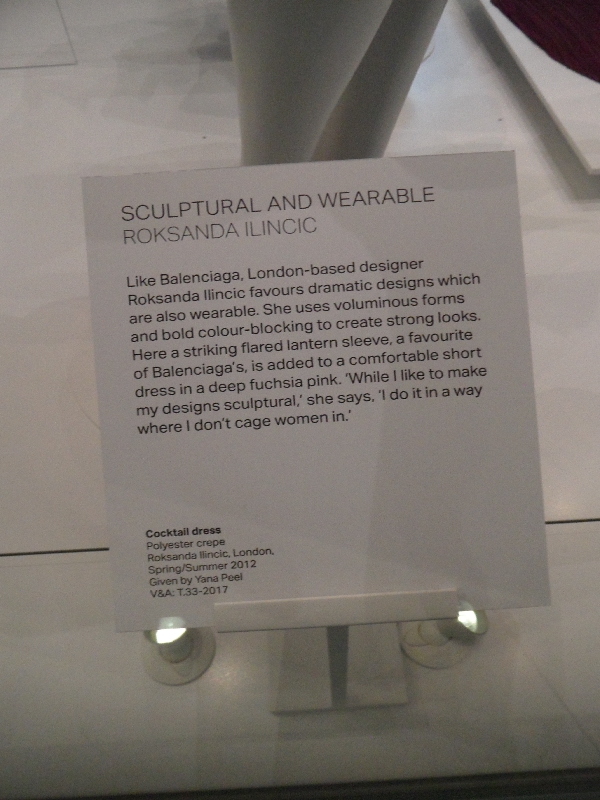 SCULPTURAL AND WEARABLE
ROKSANDA ILINCIC
Like Balenciaga, London-based designer
Roksanda Ilincic favours dramatic designs which
are also wearable. She uses voluminous forms
and bold colour-blocking to create strong looks.
Here a striking flared lantern sleeve, a favourite
of Balenciaga's, is added to a comfortable short
dress in a deep fuchsia pink. 'While I like to make
my designs sculptural,' she says, 'I do it in a way
where I don't cage women in.'
Cocktail dress
Polyester crepe
Roksanda Ilincic, London,
Spring/Summer 2012
Given by Yana Peel
V&A: T.33-2017